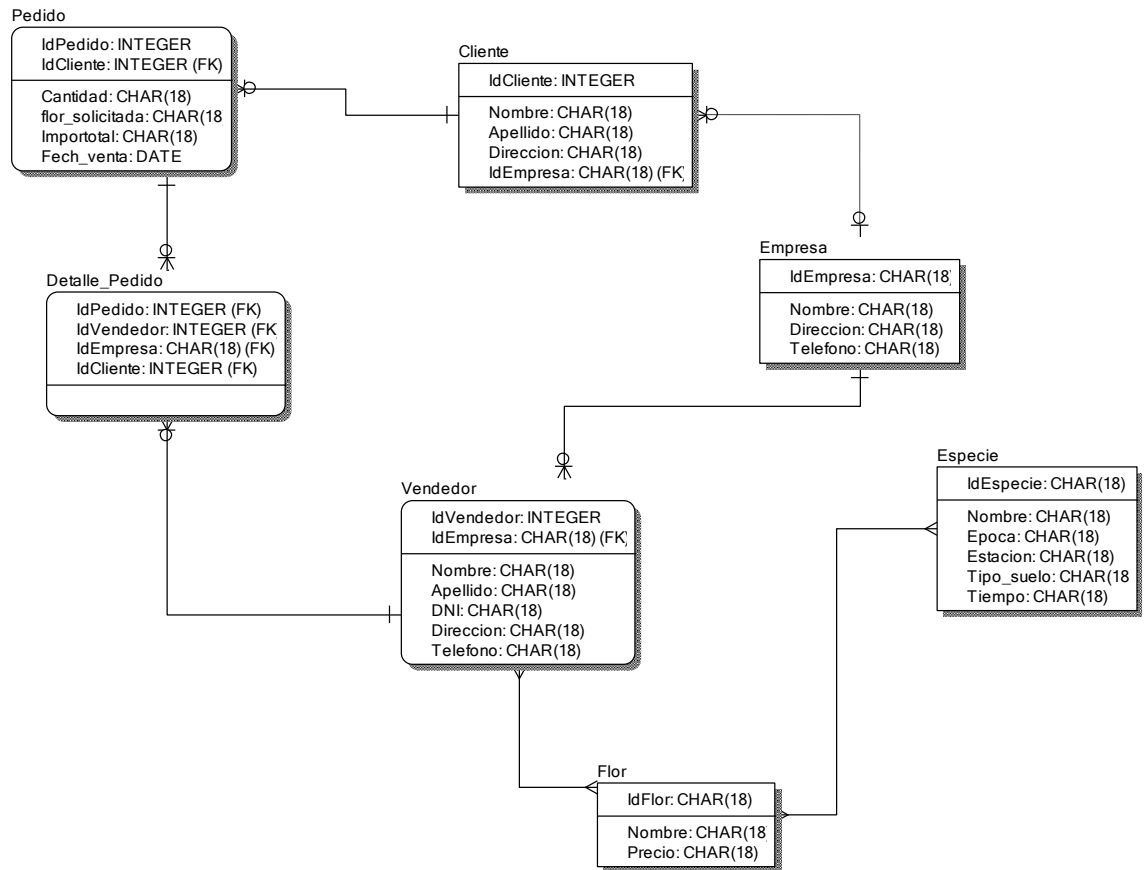 Pedido
IdPedido: INTEGER
IdCliente: INTEGER (FK)
Cantidad: CHAR(18)
flor_solicitada: CHAR(18
Importotal: CHAR(18)
Fech_venta: DATE
Cliente
IdCliente: INTEGER
Nombre: CHAR(18)
Apellido: CHAR(18)
Direccion: CHAR(18)
IdEmpresa: CHAR(18) (FK)
Empresa
IdEmpresa: CHAR(18)
Nombre: CHAR(18)
Direccion: CHAR(18)
Telefono: CHAR(18)
Detalle_Pedido
IdPedido: INTEGER (FK)
IdVendedor: INTEGER (FK
IdEmpresa: CHAR(18) (FK)
IdCliente: INTEGER (FK)
Vendedor
IdVendedor: INTEGER
IdEmpresa: CHAR(18) (FK)
Nombre: CHAR(18)
Apellido: CHAR(18)
DNI: CHAR(18)
Direccion: CHAR(18)
Telefono: CHAR(18)
Especie
IdEspecie: CHAR(18)
Nombre: CHAR(18)
Epoca: CHAR(18)
Estacion: CHAR(18)
Tipo_suelo: CHAR(18
Tiempo: CHAR(18)
Flor
IdFlor: CHAR(18)
Nombre: CHAR(18
Precio: CHAR(18)